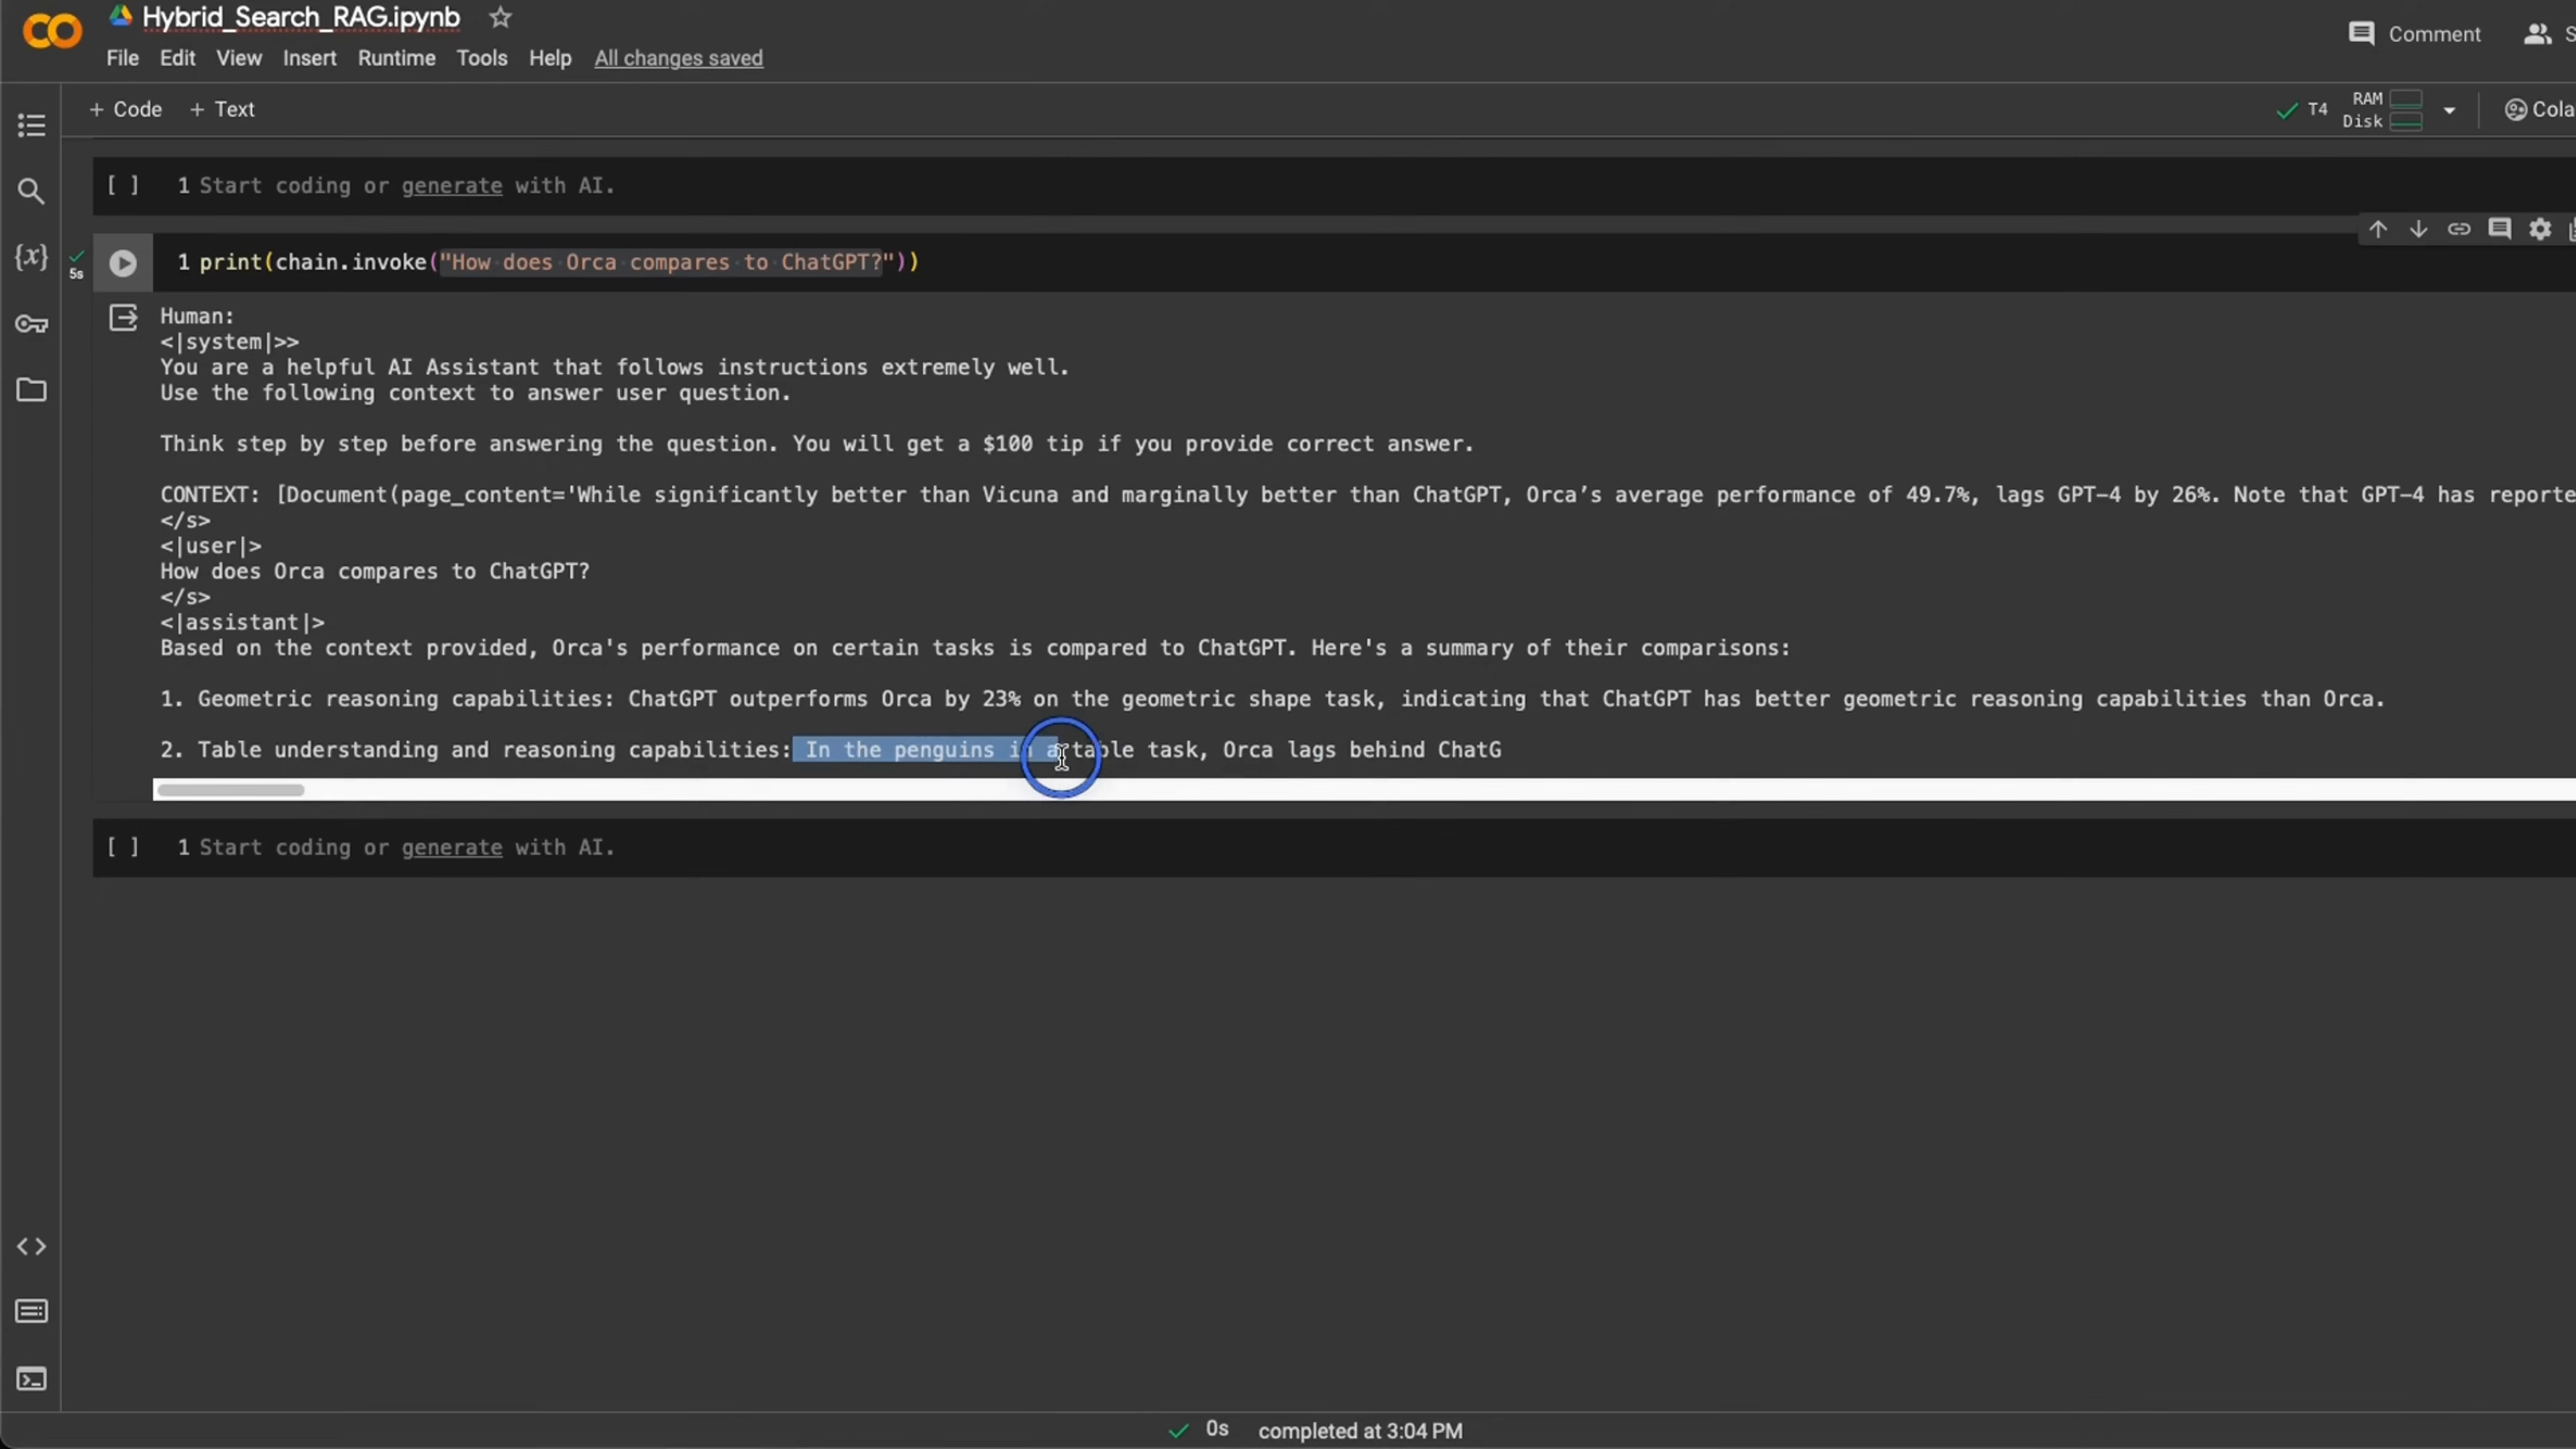 Hybrid_Search_RAG.ipynb
File Edit View Insert Runtime Tools Help All changes saved
Comment
+ Code + Text
T4 RAM Disk
[ ] 1 Start coding or generate with AI.
5s
1 print(chain.invoke("How does Orca compares to ChatGPT?"))
Human:
<|system|>>
You are a helpful AI Assistant that follows instructions extremely well.
Use the following context to answer user question.
Think step by step before answering the question. You will get a $100 tip if you provide correct answer.
CONTEXT: [Document(page_content='While significantly better than Vicuna and marginally better than ChatGPT, Orca’s average performance of 49.7%, lags GPT-4 by 26%. Note that GPT-4 has reporte
</s>
<|user|>
How does Orca compares to ChatGPT?
</s>
<|assistant|>
Based on the context provided, Orca's performance on certain tasks is compared to ChatGPT. Here's a summary of their comparisons:
1. Geometric reasoning capabilities: ChatGPT outperforms Orca by 23% on the geometric shape task, indicating that ChatGPT has better geometric reasoning capabilities than Orca.
2. Table understanding and reasoning capabilities: In the penguins in a table task, Orca lags behind ChatG
[ ] 1 Start coding or generate with AI.
0s completed at 3:04 PM